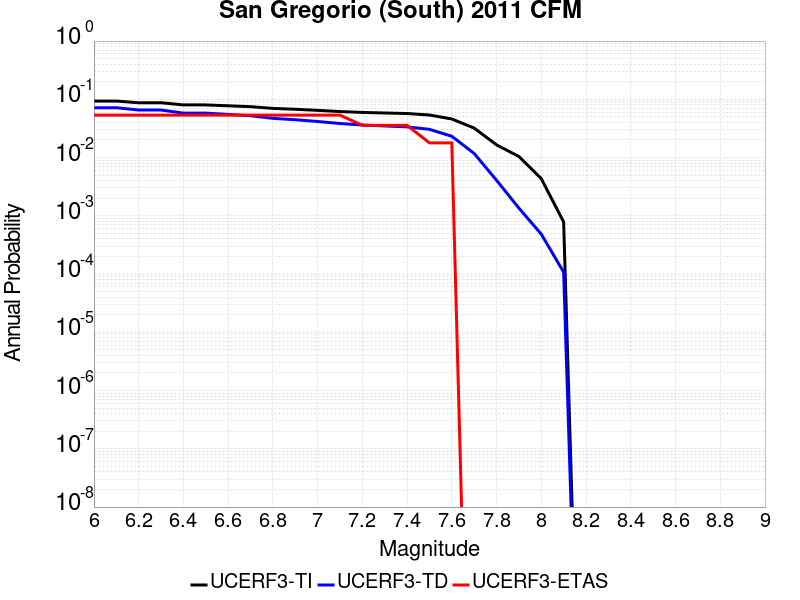 San Gregorio (South) 2011 CFM
10^0
10^-1
10^-2
10^-3
10^-4
10^-5
10^-6
10^-7
10^-8
Annual Probability
6 6.2 6.4 6.6 6.8 7 7.2 7.4 7.6 7.8 8 8.2 8.4 8.6 8.8 9
Magnitude
UCERF3-TI UCERF3-TD UCERF3-ETAS